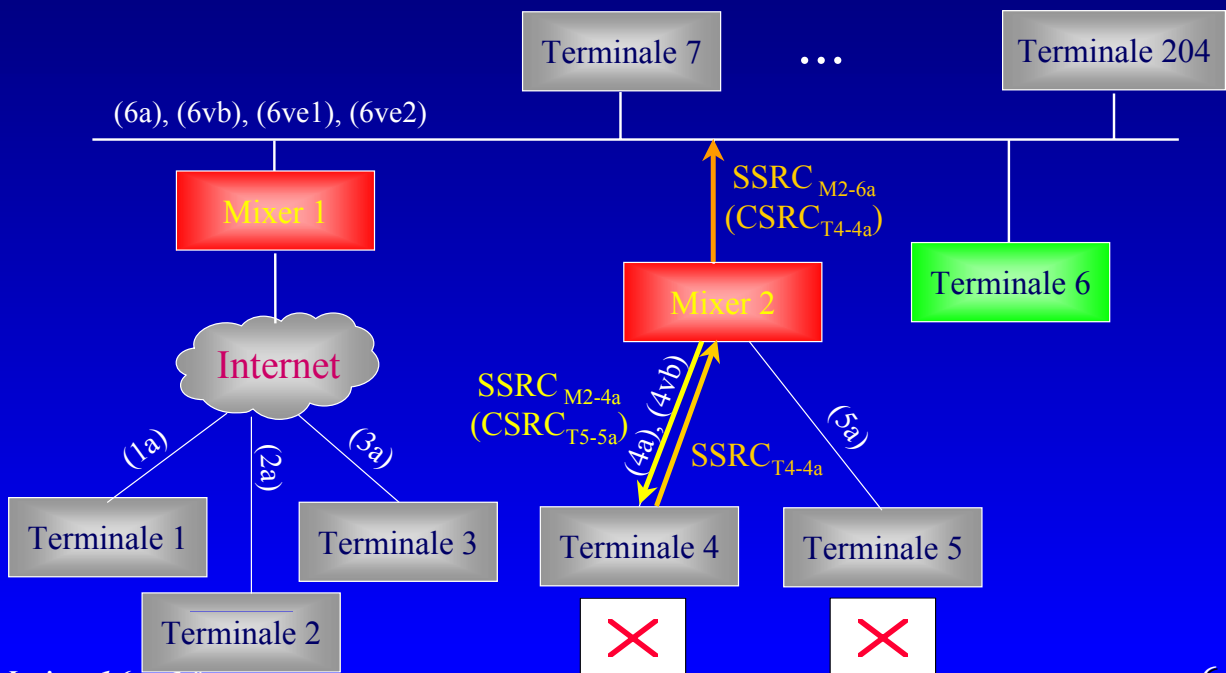 Terminale 7
...
Terminale 204
(6a), (6vb), (6ve1), (6ve2)
SSRC M2-6a
(CSRC T4-4a)
Mixer 1
Terminale 6
Mixer 2
Internet
SSRC M2-4a
(CSRC T5-5a)
(4a), (4vb)
(5a)
SSRC T4-4a
(1a)
(2a)
(3a)
Terminale 1
Terminale 3
Terminale 4
Terminale 5
Terminale 2
6